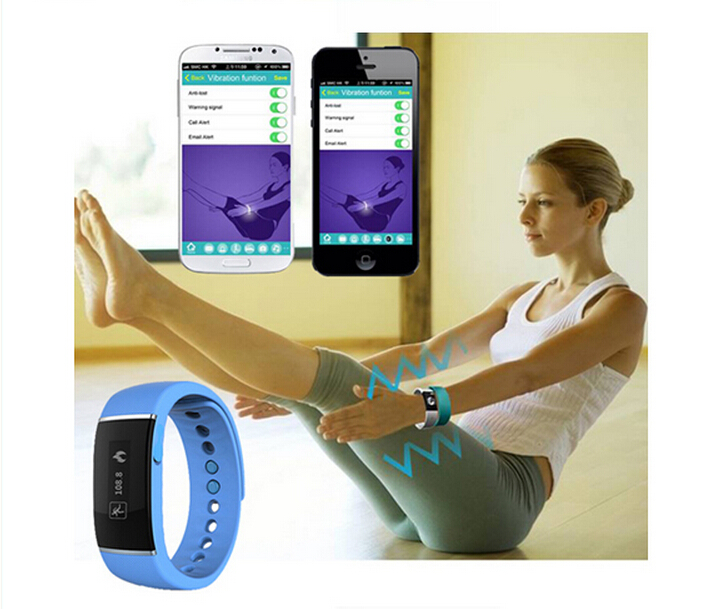 Back Vibration funtion Save
Anti-lost
Warning signal
Call Alert
Email Alert
Back Vibration funtion Save
Anti-lost
Warning signal
Call Alert
Email Alert
108.8